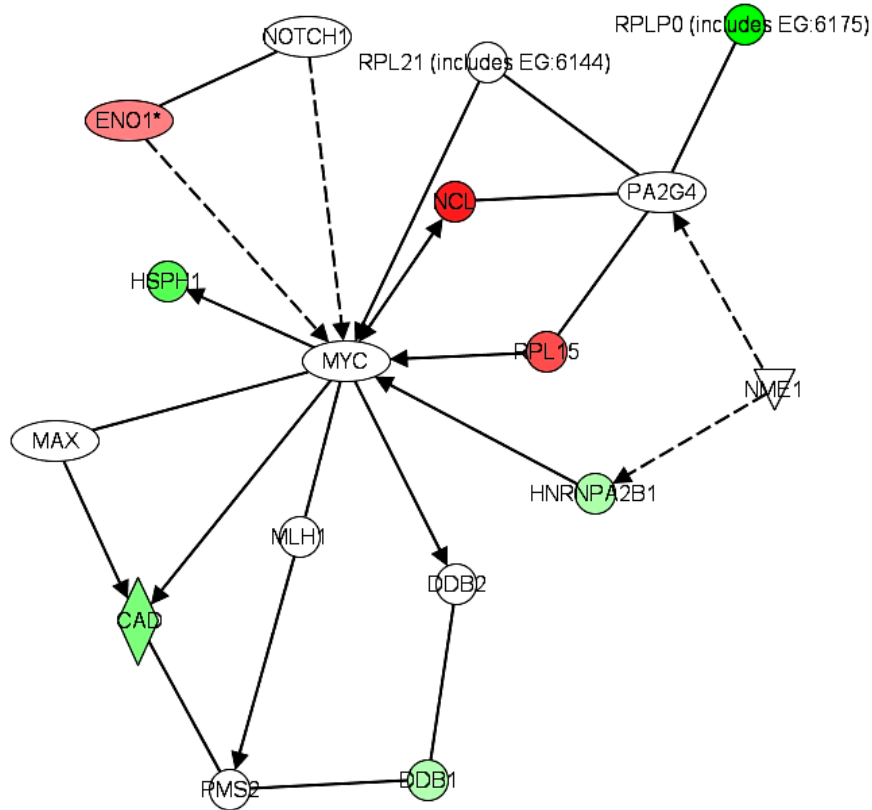 RPLP0 (includes EG:6175)
NOTCH1
RPL21 (includes EG:6144)
ENO1*
PA2G4
NCL
HSPH1
RPL15
MYC
NME1
MAX
HNRNPA2B1
MLH1
DDB2
CAD
DDB1
PMS2